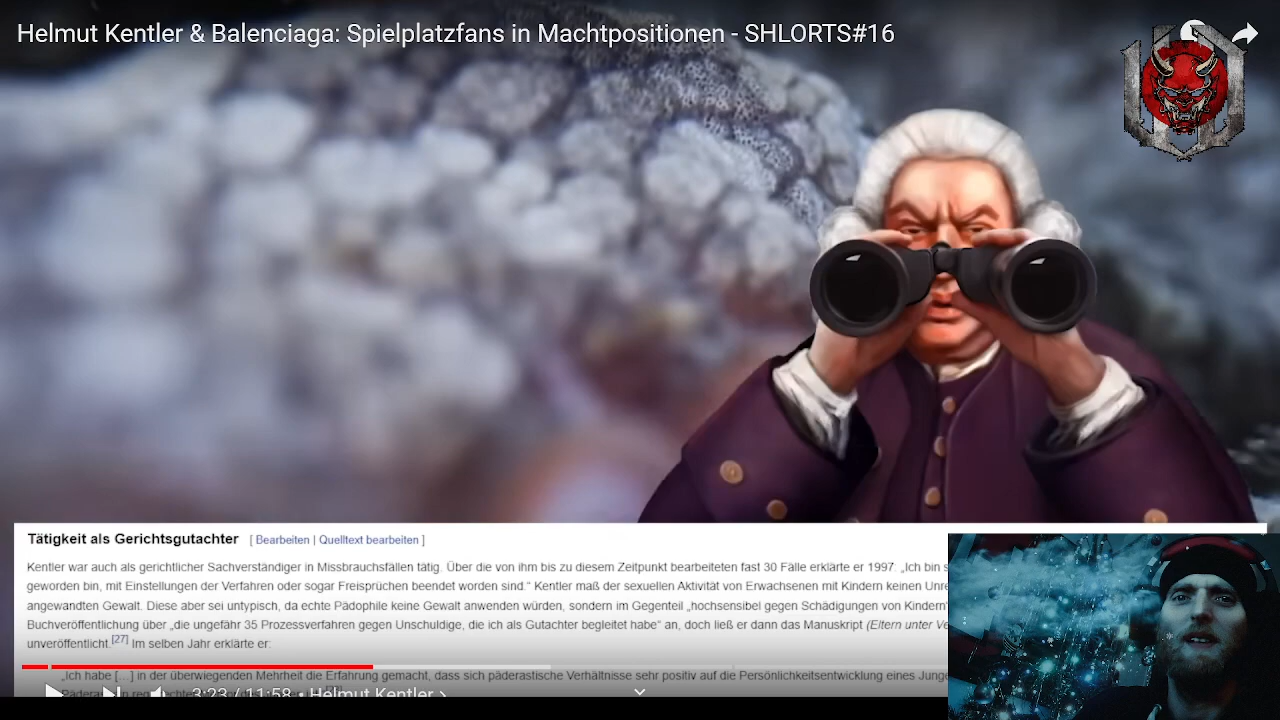 Helmut Kentler & Balenciaga: Spielplatzfans in Machtpositionen - SHLORTS#16
Tätigkeit als Gerichtsgutachter [ Bearbeiten | Quelltext bearbeiten ]
Kentler war auch als gerichtlicher Sachverständiger in Missbrauchsfällen tätig. Über die von ihm bis zu diesem Zeitpunkt bearbeiteten fast 30 Fälle erklärte er 1997: „Ich bin s
geworden bin, mit Einstellungen der Verfahren oder sogar Freisprüchen beendet worden sind.“ Kentler maß der sexuellen Aktivität von Erwachsenen mit Kindern keinen Unre
angewandten Gewalt. Diese aber sei untypisch, da echte Pädophile keine Gewalt anwenden würden, sondern im Gegenteil „hochsensibel gegen Schädigungen von Kindern“
Buchveröffentlichung über „die ungefähr 35 Prozessverfahren gegen Unschuldige, die ich als Gutachter begleitet habe“ an, doch ließ er dann das Manuskript (Eltern unter Ve
unveröffentlicht.[27] Im selben Jahr erklärte er:
„Ich habe [...] in der überwiegenden Mehrheit die Erfahrung gemacht, dass sich päderastische Verhältnisse sehr positiv auf die Persönlichkeitsentwicklung eines Junge
3:23 / 11:58 • Helmut Kentler ›